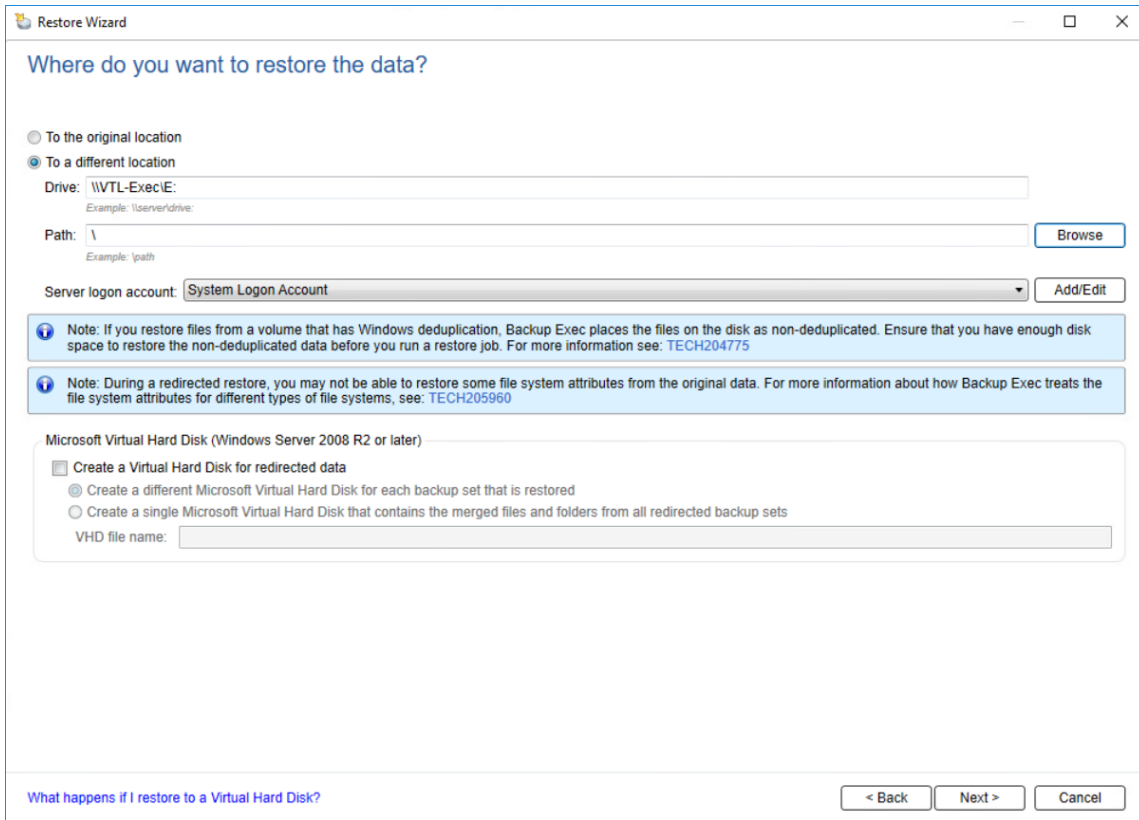 Restore Wizard
Where do you want to restore the data?
To the original location
To a different location
Drive: \\VTL-Exec\E:
Example: \\server\drive:
Path: \
Browse
Example: \path
Server logon account: System Logon Account
Add/Edit
Note: If you restore files from a volume that has Windows deduplication, Backup Exec places the files on the disk as non-deduplicated. Ensure that you have enough disk
space to restore the non-deduplicated data before you run a restore job. For more information see: TECH204775
Note: During a redirected restore, you may not be able to restore some file system attributes from the original data. For more information about how Backup Exec treats the
file system attributes for different types of file systems, see: TECH205960
Microsoft Virtual Hard Disk (Windows Server 2008 R2 or later)
Create a Virtual Hard Disk for redirected data
Create a different Microsoft Virtual Hard Disk for each backup set that is restored
Create a single Microsoft Virtual Hard Disk that contains the merged files and folders from all redirected backup sets
VHD file name:
What happens if I restore to a Virtual Hard Disk?
< Back
Next >
Cancel